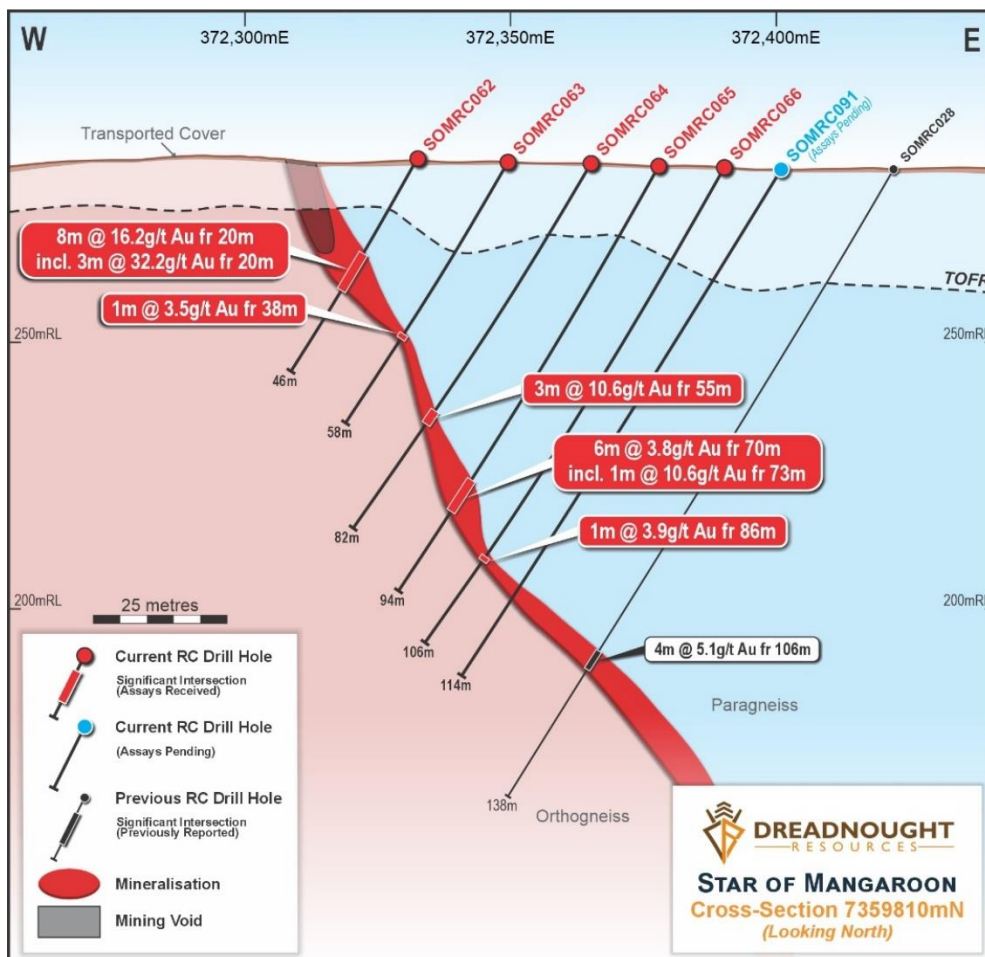 W
372,300mE
372,350mE
372,400mE
E
Transported Cover
SOMRC062
SOMRC063
SOMRC064
SOMRC065
SOMRC066
SOMRC091
(Assays Pending)
SOMRC028
8m @ 16.2g/t Au fr 20m
incl. 3m @ 32.2g/t Au fr 20m
TOFR
1m @ 3.5g/t Au fr 38m
250mRL
250mRL
46m
3m @ 10.6g/t Au fr 55m
58m
6m @ 3.8g/t Au fr 70m
incl. 1m @ 10.6g/t Au fr 73m
82m
1m @ 3.9g/t Au fr 86m
94m
200mRL
200mRL
25 metres
106m
4m @ 5.1g/t Au fr 106m
114m
Paragneiss
138m
Orthogneiss
Current RC Drill Hole
Significant Intersection
(Assays Received)
Current RC Drill Hole
(Assays Pending)
Previous RC Drill Hole
Significant Intersection
(Previously Reported)
Mineralisation
Mining Void
DREADNOUGHT
RESOURCES
STAR OF MANGAROON
Cross-Section 7359810mN
(Looking North)